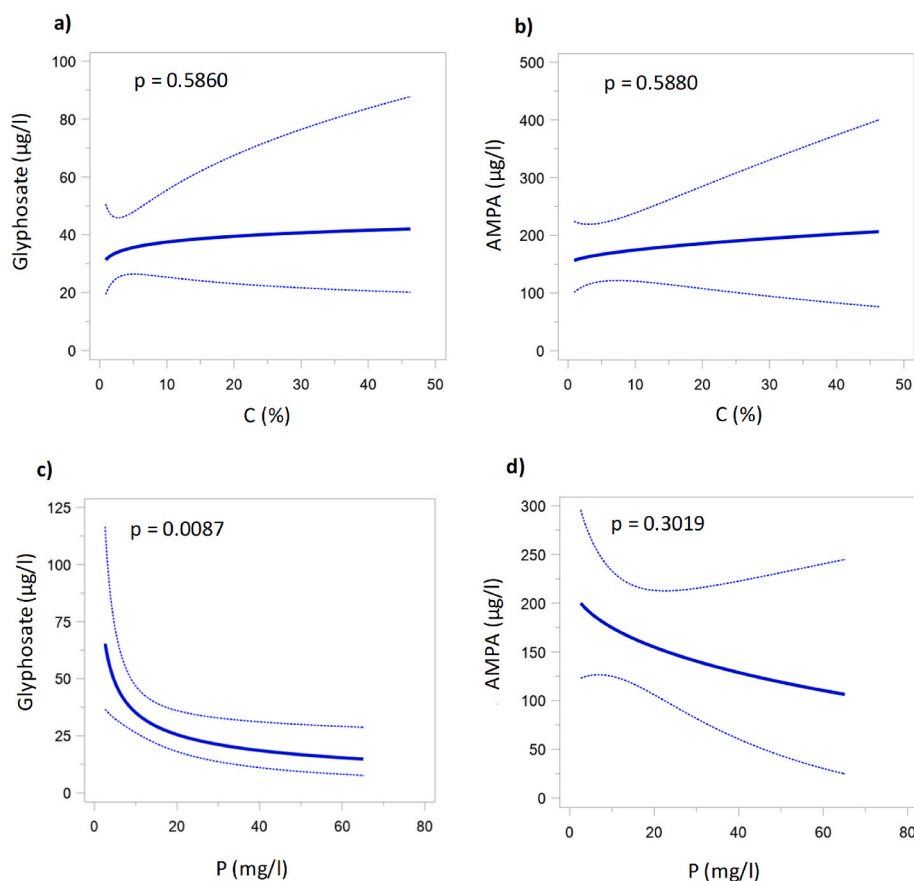 a)
p = 0.5860
Glyphosate (µg/l)
100
80
60
40
20
0
0 10 20 30 40 50
C (%)
b)
p = 0.5880
AMPA (µg/l)
500
400
300
200
100
0
0 10 20 30 40 50
C (%)
c)
p = 0.0087
Glyphosate (µg/l)
125
100
75
50
25
0
0 20 40 60 80
P (mg/l)
d)
p = 0.3019
AMPA (µg/l)
300
250
200
150
100
50
0
0 20 40 60 80
P (mg/l)